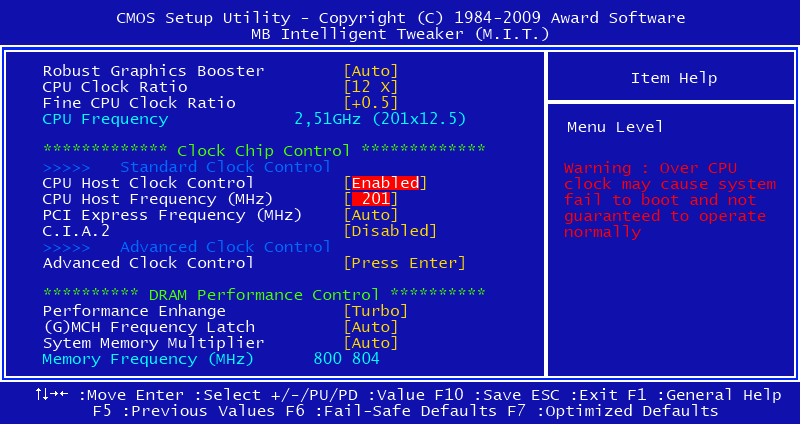 CMOS Setup Utility - Copyright (C) 1984-2009 Award Software
MB Intelligent Tweaker (M.I.T.)
Robust Graphics Booster [Auto]
CPU Clock Ratio [12 X]
Fine CPU Clock Ratio [+0.5]
CPU Frequency 2,51GHz (201x12.5)
************* Clock Chip Control *************
>>>>> Standard Clock Control
CPU Host Clock Control [Enabled]
CPU Host Frequency (MHz) [ 201]
PCI Express Frequency (MHz) [Auto]
C.I.A.2 [Disabled]
>>>>> Advanced Clock Control
Advanced Clock Control [Press Enter]
********** DRAM Performance Control **********
Performance Enhange [Turbo]
(G)MCH Frequency Latch [Auto]
Sytem Memory Multiplier [Auto]
Memory Frequency (MHz) 800 804
Item Help
Menu Level
Warning : Over CPU
clock may cause system
fail to boot and not
guaranteed to operate
normally
↑↓→← :Move Enter :Select +/-/PU/PD :Value F10 :Save ESC :Exit F1 :General Help
F5 :Previous Values F6 :Fail-Safe Defaults F7 :Optimized Defaults